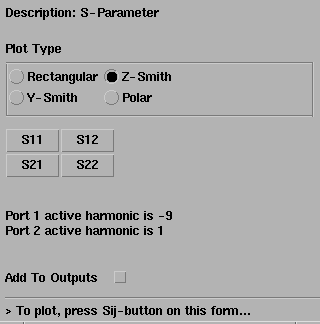 Description: S-Parameter
Plot Type
Rectangular Z-Smith
Y-Smith Polar
S11 S12
S21 S22
Port 1 active harmonic is -9
Port 2 active harmonic is 1
Add To Outputs
> To plot, press Sij-button on this form...